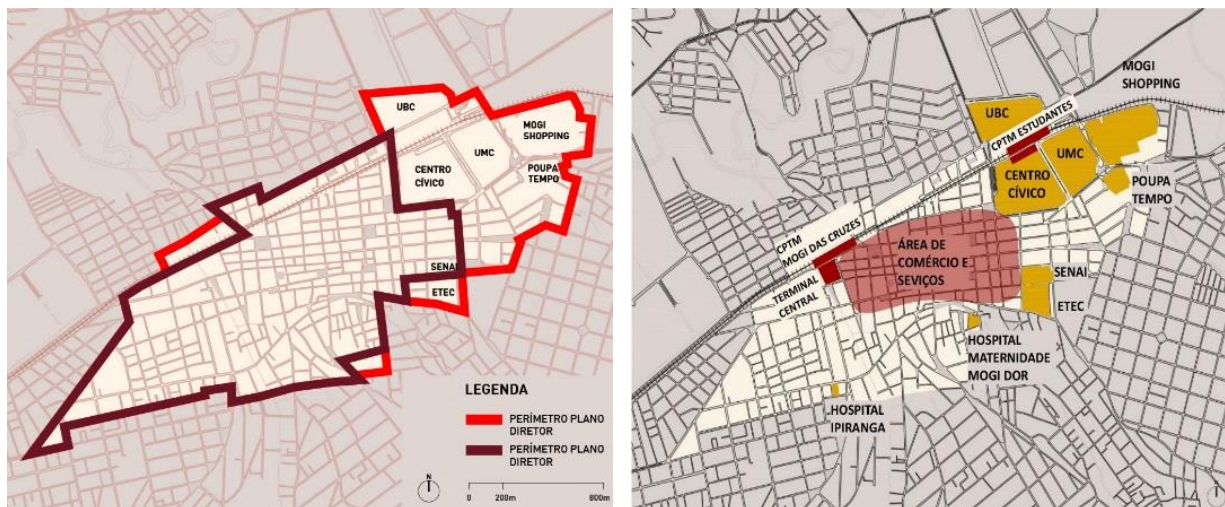 UBC
MOGI
SHOPPING
UMC
CENTRO
CÍVICO
POUPA
TEMPO
SENAI
ETEC
LEGENDA
PERÍMETRO PLANO
DIRETOR
PERÍMETRO PLANO
DIRETOR
N
0
200m
800m
MOGI
SHOPPING
UBC
CPTM ESTUDANTES
UMC
CENTRO
CÍVICO
POUPA
TEMPO
CPTM
MOGI DAS CRUZES
ÁREA DE
COMÉRCIO E
SEVIÇOS
TERMINAL
CENTRAL
SENAI
ETEC
HOSPITAL
MATERNIDADE
MOGI DOR
HOSPITAL
IPIRANGA